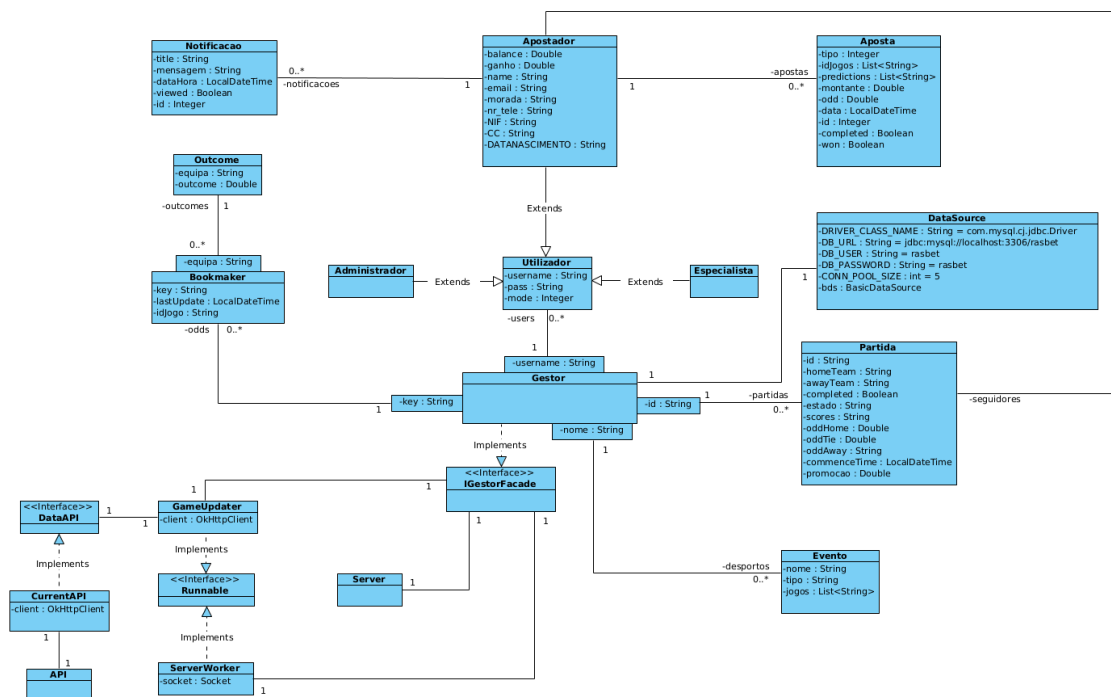 Notificacao
-title : String
-mensagem : String
-dataHora : LocalDateTime
-viewed : Boolean
-id : Integer
0..*
-notificacoes
1
Apostador
-balance : Double
-ganho : Double
-name : String
-email : String
-morada : String
-nr_tele : String
-NIF : String
-CC : String
-DATANASCIMENTO : String
1
-apostas
0..*
Aposta
-tipo : Integer
-idJogos : List<String>
-predictions : List<String>
-montante : Double
-odd : Double
-data : LocalDateTime
-id : Integer
-completed : Boolean
-won : Boolean
Outcome
-equipa : String
-outcome : Double
-outcomes
1
0..*
-equipa : String
Bookmaker
-key : String
-lastUpdate : LocalDateTime
-idJogo : String
-odds
0..*
Extends
Administrador
Extends
Utilizador
-username : String
-pass : String
-mode : Integer
Extends
Especialista
-users
0..*
1
DataSource
-DRIVER_CLASS_NAME : String = com.mysql.cj.jdbc.Driver
-DB_URL : String = jdbc:mysql://localhost:3306/rasbet
-DB_USER : String = rasbet
-DB_PASSWORD : String = rasbet
-CONN_POOL_SIZE : int = 5
-bds : BasicDataSource
1
-username : String
Gestor
1
-key : String
-id : String
-nome : String
1
1
-partidas
0..*
1
Partida
-id : String
-homeTeam : String
-awayTeam : String
-completed : Boolean
-estado : String
-scores : String
-oddHome : Double
-oddTie : Double
-oddAway : String
-commenceTime : LocalDateTime
-promocao : Double
-seguidores
Implements
<<Interface>>
IGestorFacade
1
1
1
1
<<Interface>>
DataAPI
1
1
GameUpdater
-client : OkHttpClient
Implements
Implements
<<Interface>>
Runnable
Server
1
CurrentAPI
-client : OkHttpClient
1
1
API
Implements
ServerWorker
-socket : Socket
1
-desportos
0..*
Evento
-nome : String
-tipo : String
-jogos : List<String>